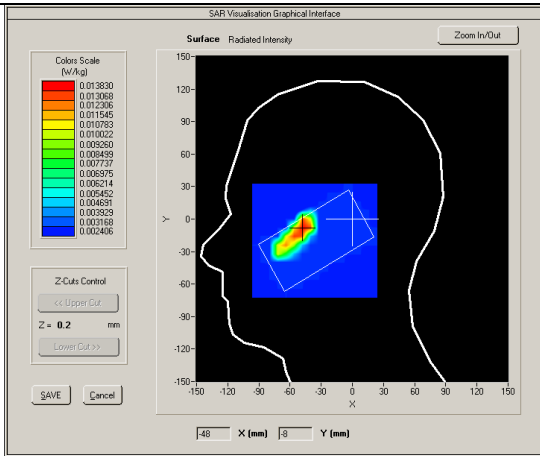 SAR Visualisation Graphical Interface
Surface Radiated Intensity
Zoom In/Out
Colors Scale
(W/kg)
0.013830
0.013068
0.012306
0.011545
0.010783
0.010022
0.009260
0.008499
0.007737
0.006975
0.006214
0.005452
0.004691
0.003929
0.003168
0.002406
Z-Cuts Control
<< Upper Cut
Z = 0.2 mm
Lower Cut >>
SAVE Cancel
Y
150
120
90
60
30
0
-30
-60
-90
-120
-150
-150 -120 -90 -60 -30 0 30 60 90 120 150
X
-48 X (mm) -8 Y (mm)